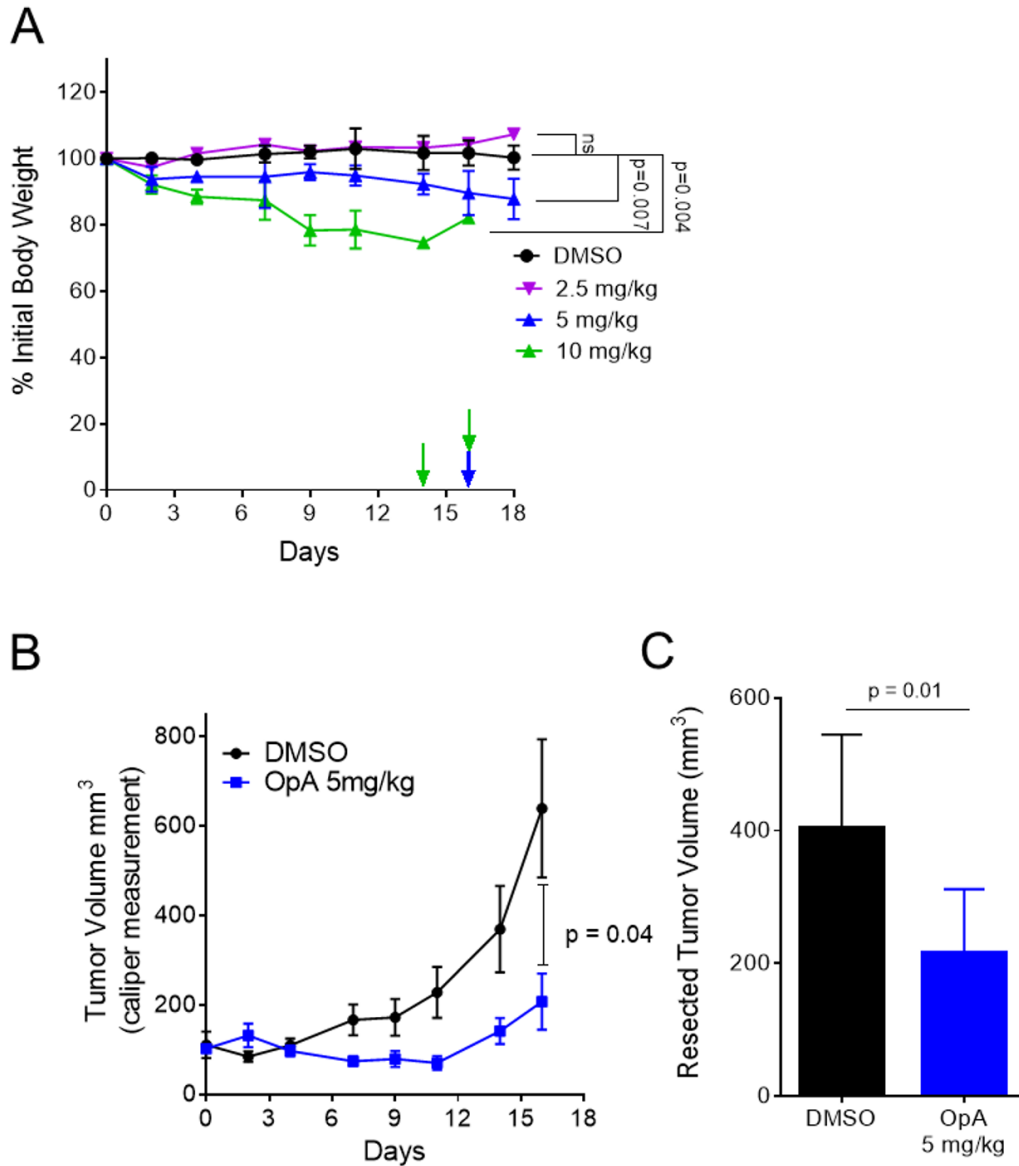 A
% Initial Body Weight
120
100
80
60
40
20
0
0 3 6 9 12 15 18
Days
ns
p=0.007
p=0.004
DMSO
2.5 mg/kg
5 mg/kg
10 mg/kg
B
Tumor Volume mm³
(caliper measurement)
800
600
400
200
0
0 3 6 9 12 15 18
Days
DMSO
OpA 5mg/kg
p = 0.04
C
Resected Tumor Volume (mm³)
600
400
200
0
p = 0.01
DMSO
OpA
5 mg/kg